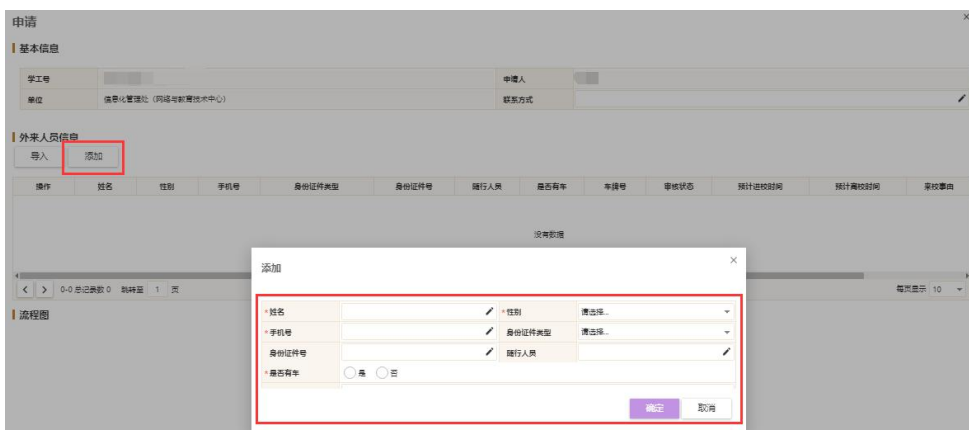 申请 ×
基本信息
学工号 申请人
单位 信息化管理处（网络与教育技术中心） 联系方式
外来人员信息
导入 添加
操作 姓名 性别 手机号 身份证件类型 身份证件号 随行人员 是否有车 车牌号 审核状态 预计进校时间 预计离校时间 来校事由
没有数据
< > 0-0 总记录数 0 跳转至 1 页 每页显示 10
流程图
添加 ×
*姓名 *性别 请选择...
*手机号 身份证件类型 请选择...
身份证件号 随行人员
*是否有车 是 否
确定 取消